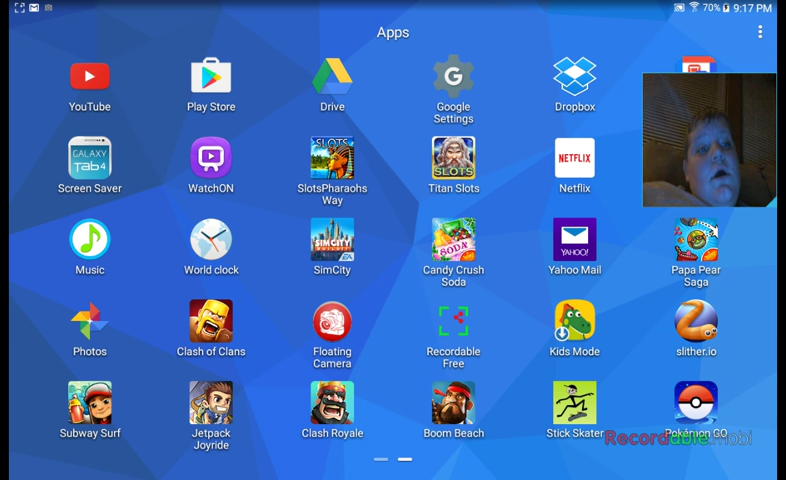 70% 9:17 PM
Apps
YouTube
Play Store
Drive
Google
Settings
Dropbox
GALAXY
Tab4
Screen Saver
WatchON
SLOTS
SlotsPharaohs
Way
SLOTS
Titan Slots
NETFLIX
Netflix
Music
World clock
SIMCITY
BUILDIT
EA
SimCity
SODA
Candy Crush
Soda
YAHOO!
Yahoo Mail
Papa Pear
Saga
Photos
Clash of Clans
Floating
Camera
Recordable
Free
Kids Mode
slither.io
Subway Surf
Jetpack
Joyride
Clash Royale
Boom Beach
Stick Skater
Pokémon GO
Recordable.mobi